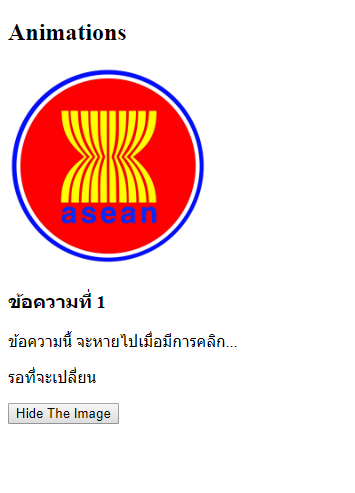 Animations
asean
ข้อความที่ 1
ข้อความนี้ จะหายไปเมื่อมีการคลิก...
รอที่จะเปลี่ยน
Hide The Image